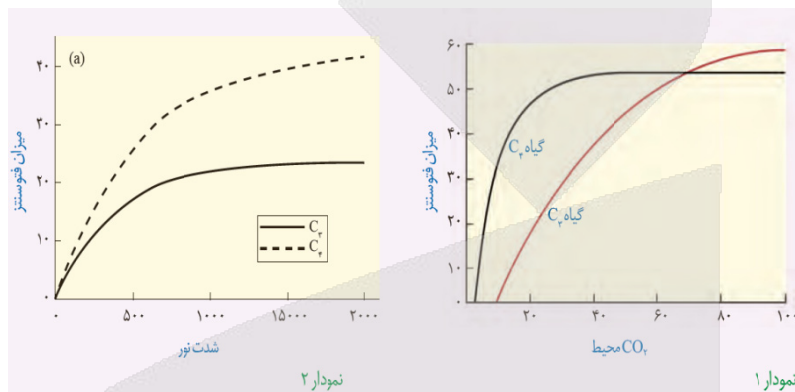 (a)
میزان فتوسنتز
۴۰
۳۰
۲۰
۱۰
۰
C۳
C۴
۰ ۵۰۰ ۱۰۰۰ ۱۵۰۰۰ ۲۰۰۰
شدت نور
نمودار ۲
میزان فتوسنتز
۶۰
۵۰
۴۰
۳۰
۲۰
۱۰
۰
گیاه C۴
گیاه C۳
۲۰ ۴۰ ۶۰ ۸۰ ۱۰۰
CO۲ محیط
نمودار ۱